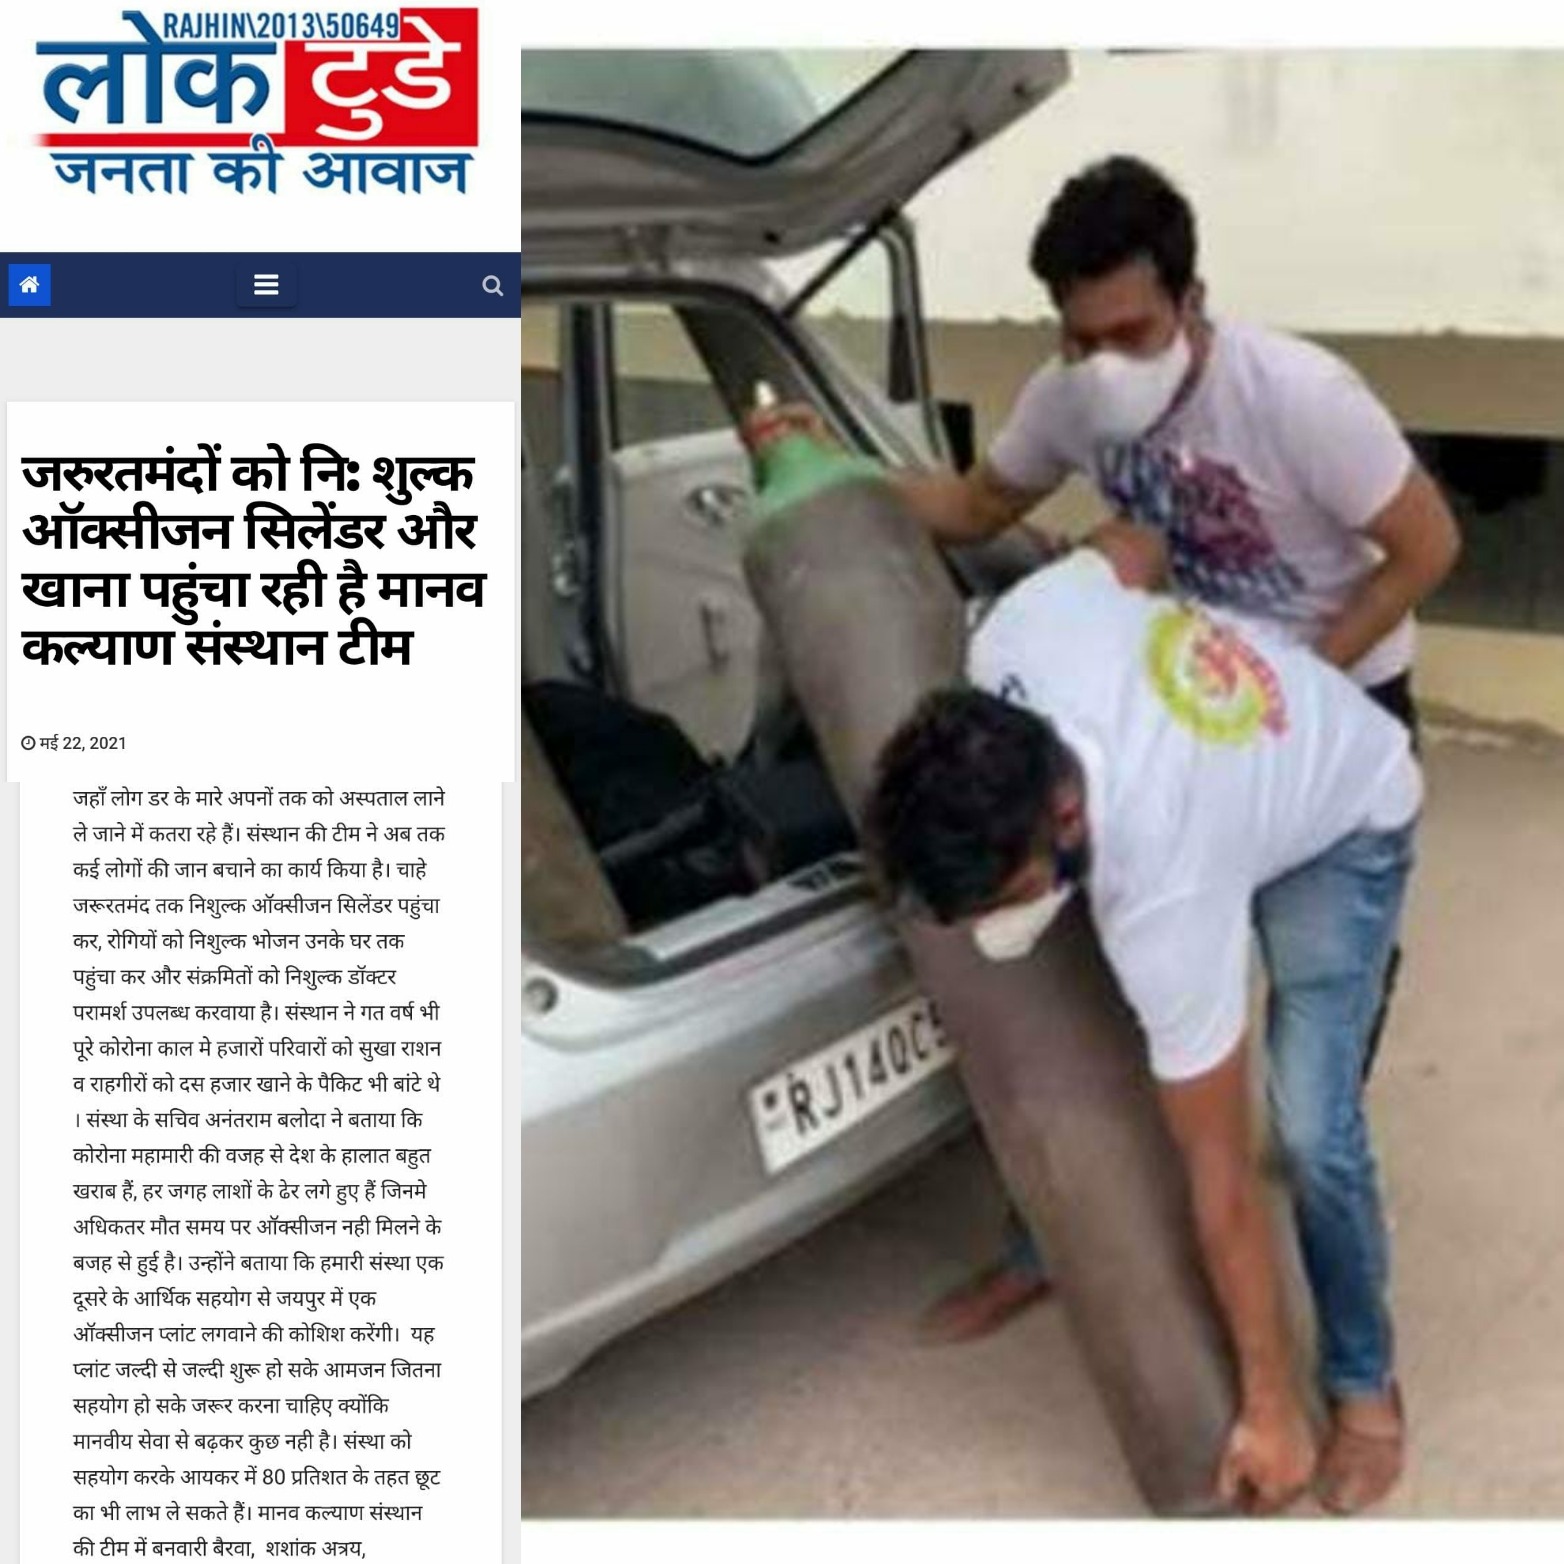 RAJHIN\2013\50649
लोक टुडे
जनता की आवाज
जरुरतमंदों को नि: शुल्क
ऑक्सीजन सिलेंडर और
खाना पहुंचा रही है मानव
कल्याण संस्थान टीम
मई 22, 2021
जहाँ लोग डर के मारे अपनों तक को अस्पताल लाने
ले जाने में कतरा रहे हैं। संस्थान की टीम ने अब तक
कई लोगों की जान बचाने का कार्य किया है। चाहे
जरूरतमंद तक निशुल्क ऑक्सीजन सिलेंडर पहुंचा
कर, रोगियों को निशुल्क भोजन उनके घर तक
पहुंचा कर और संक्रमितों को निशुल्क डॉक्टर
परामर्श उपलब्ध करवाया है। संस्थान ने गत वर्ष भी
पूरे कोरोना काल मे हजारों परिवारों को सुखा राशन
व राहगीरों को दस हजार खाने के पैकिट भी बांटे थे
। संस्था के सचिव अनंतराम बलोदा ने बताया कि
कोरोना महामारी की वजह से देश के हालात बहुत
खराब हैं, हर जगह लाशों के ढेर लगे हुए हैं जिनमे
अधिकतर मौत समय पर ऑक्सीजन नही मिलने के
बजह से हुई है। उन्होंने बताया कि हमारी संस्था एक
दूसरे के आर्थिक सहयोग से जयपुर में एक
ऑक्सीजन प्लांट लगवाने की कोशिश करेंगी। यह
प्लांट जल्दी से जल्दी शुरू हो सके आमजन जितना
सहयोग हो सके जरूर करना चाहिए क्योंकि
मानवीय सेवा से बढ़कर कुछ नही है। संस्था को
सहयोग करके आयकर में 80 प्रतिशत के तहत छूट
का भी लाभ ले सकते हैं। मानव कल्याण संस्थान
की टीम में बनवारी बैरवा, शशांक अत्रय,
RJ14QC5